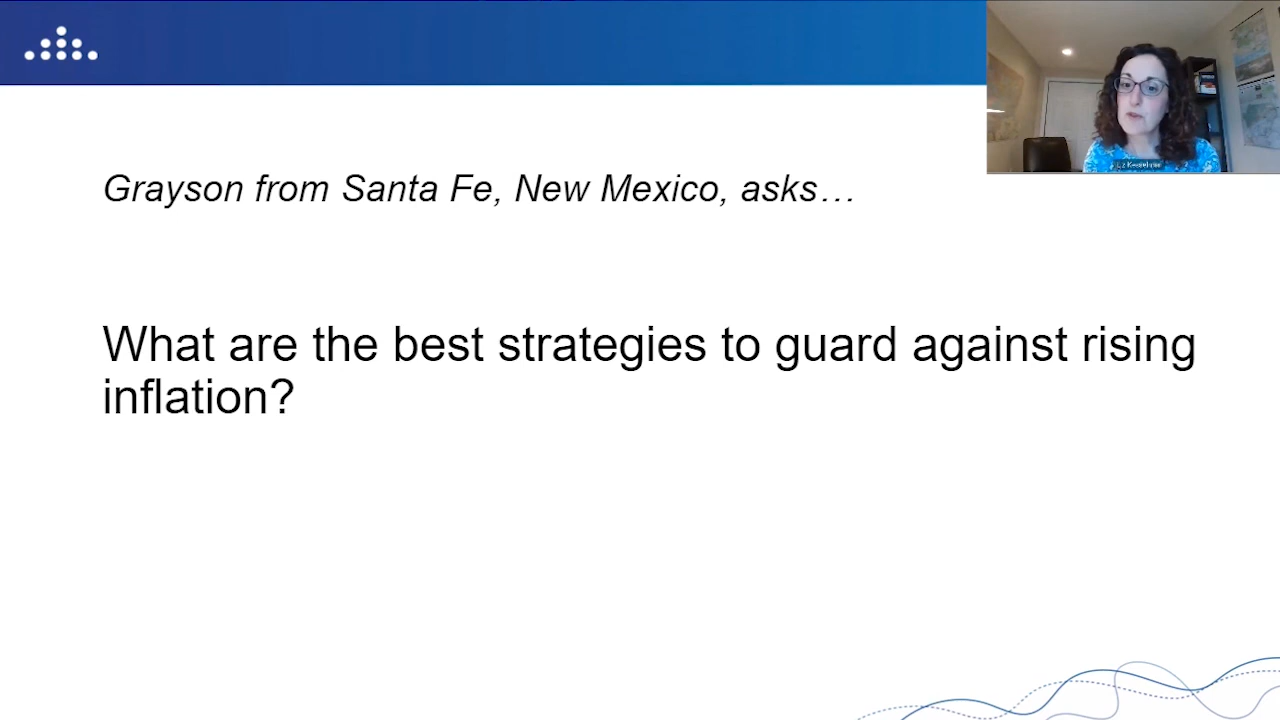 Grayson from Santa Fe, New Mexico, asks…
What are the best strategies to guard against rising
inflation?